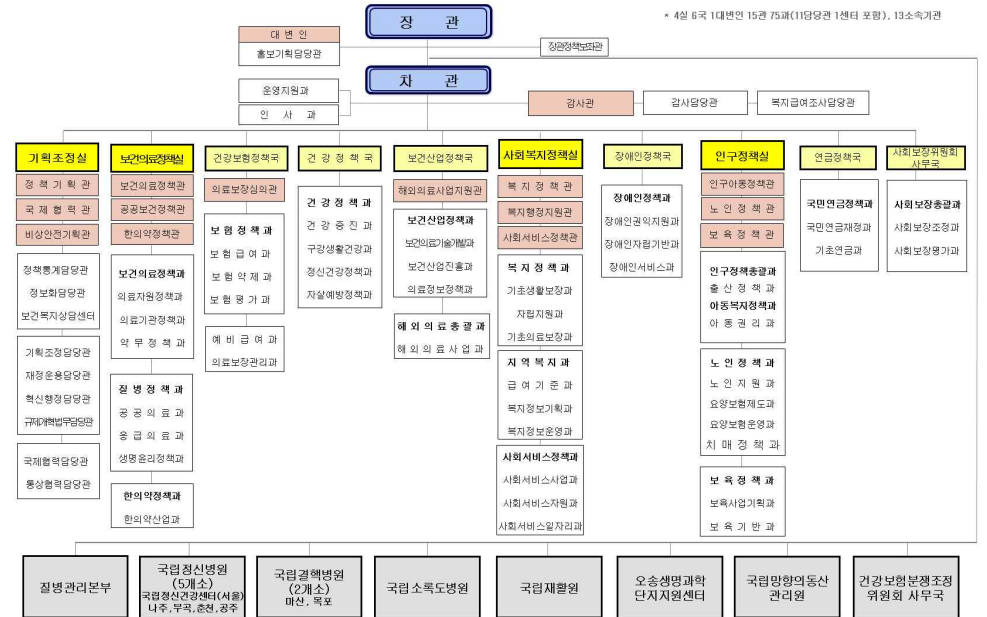 장 관
* 4실 6국 1대변인 15관 75과(11담당관 1센터 포함), 13소속기관
대 변 인
홍보기획담당관
장관정책보좌관
차 관
운영지원과
인 사 과
감사관
감사담당관
복지급여조사담당관
기획조정실
정 책 기 획 관
국 제 협 력 관
비상안전기획관
정책통계담당관
정보화담당관
보건복지상담센터
기획조정담당관
재정운용담당관
혁신행정담당관
규제개혁법무담당관
국제협력담당관
통상협력담당관
보건의료정책실
보건의료정책관
공공보건정책관
한의약정책관
보건의료정책과
의료자원정책과
의료기관정책과
약 무 정 책 과
질 병 정 책 과
공 공 의 료 과
응 급 의 료 과
생명윤리정책과
한의약정책과
한의약산업과
건강보험정책국
의료보장심의관
보 험 정 책 과
보 험 급 여 과
보 험 약 제 과
보 험 평 가 과
예 비 급 여 과
의료보장관리과
건 강 정 책 국
건 강 정 책 과
건 강 증 진 과
구강생활건강과
정신건강정책과
자살예방정책과
보건산업정책국
해외의료사업지원관
보건산업정책과
보건의료기술개발과
보건산업진흥과
의료정보정책과
해 외 의 료 총 괄 과
해 외 의 료 사 업 과
사회복지정책실
복 지 정 책 관
복지행정지원관
사회서비스정책관
복 지 정 책 과
기초생활보장과
자립지원과
기초의료보장과
지 역 복 지 과
급 여 기 준 과
복지정보기획과
복지정보운영과
사회서비스정책과
사회서비스사업과
사회서비스자원과
사회서비스일자리과
장애인정책국
장애인정책과
장애인권익지원과
장애인자립기반과
장애인서비스과
인구정책실
인구아동정책관
노 인 정 책 관
보 육 정 책 관
인구정책총괄과
출 산 정 책 과
아동복지정책과
아 동 권 리 과
노 인 정 책 과
노 인 지 원 과
요양보험제도과
요양보험운영과
치 매 정 책 과
보 육 정 책 과
보육사업기획과
보 육 기 반 과
연금정책국
국민연금정책과
국민연금재정과
기초연금과
사회보장위원회
사무국
사회보장총괄과
사회보장조정과
사회보장평가과
질병관리본부
국립정신병원
(5개소)
국립정신건강센터(서울)
나주,부곡,춘천,공주
국립결핵병원
(2개소)
마산, 목포
국립소록도병원
국립재활원
오송생명과학
단지지원센터
국립망향의동산
관리원
건강보험분쟁조정
위원회 사무국